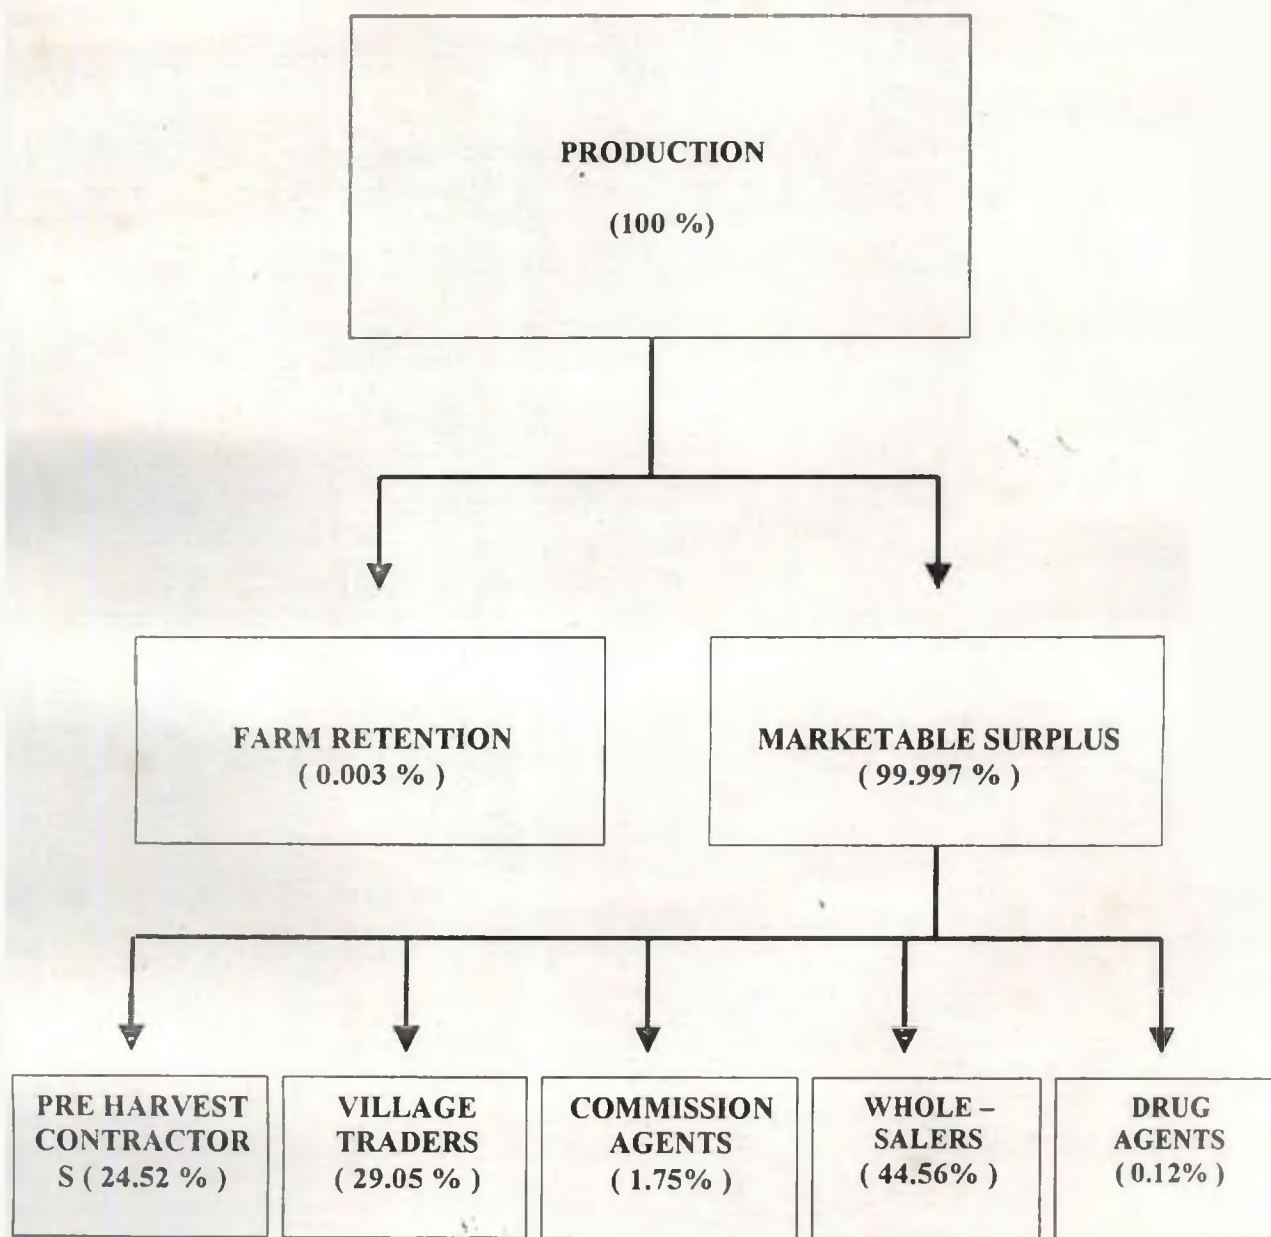 PRODUCTION
(100 %)
FARM RETENTION
( 0.003 % )
MARKETABLE SURPLUS
( 99.997 % )
PRE HARVEST
CONTRACTOR
S ( 24.52 % )
VILLAGE
TRADERS
( 29.05 % )
COMMISSION
AGENTS
( 1.75% )
WHOLE –
SALERS
( 44.56% )
DRUG
AGENTS
( 0.12% )